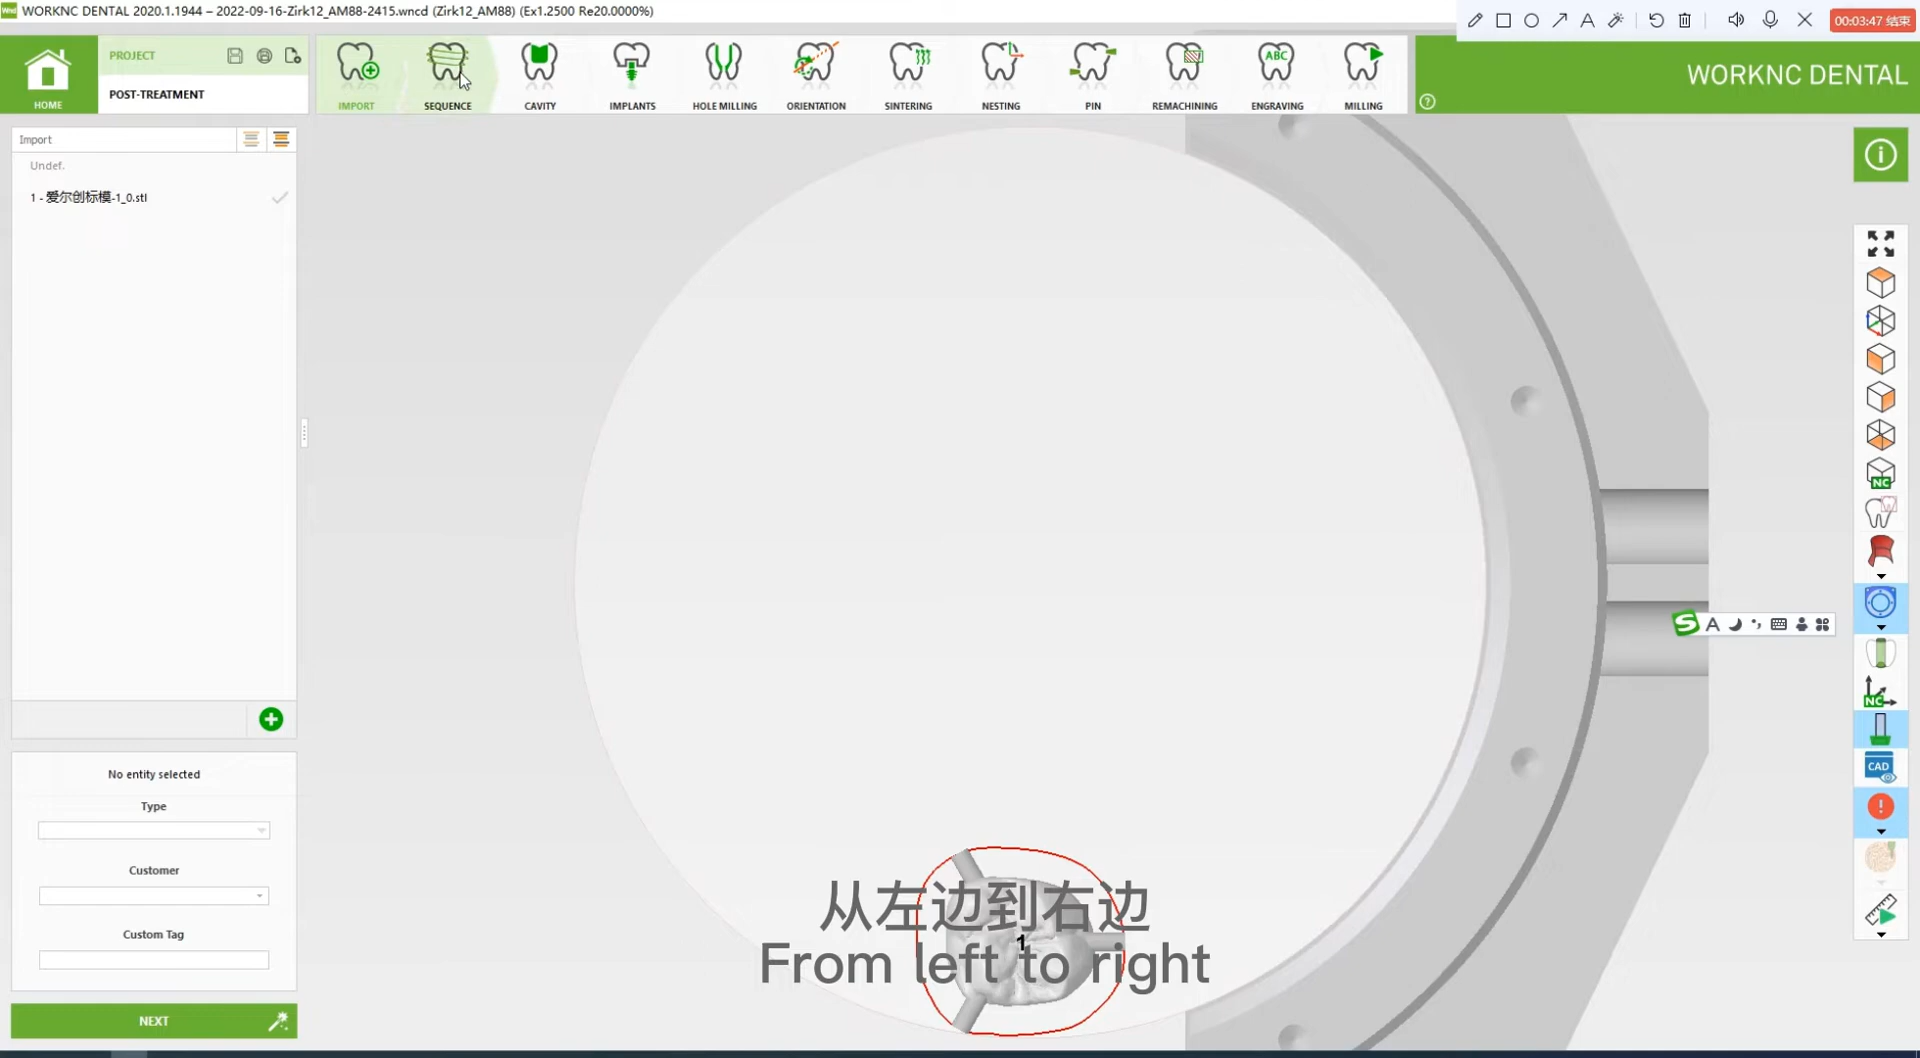 WORKNC DENTAL 2020.1.1944 – 2022-09-16-Zirk12_AM88-2415.wncd (Zirk12_AM88) (Ex1.2500 Re20.0000%)
00:03:47 结束
HOME
PROJECT
POST-TREATMENT
IMPORT
SEQUENCE
CAVITY
IMPLANTS
HOLE MILLING
ORIENTATION
SINTERING
NESTING
PIN
REMACHINING
ABC
ENGRAVING
MILLING
WORKNC DENTAL
Import
Undef.
1 - 爱尔创标模-1_0.stl
NC
A
NC
CAD
No entity selected
Type
Customer
Custom Tag
NEXT
从左边到右边
1
From left to right